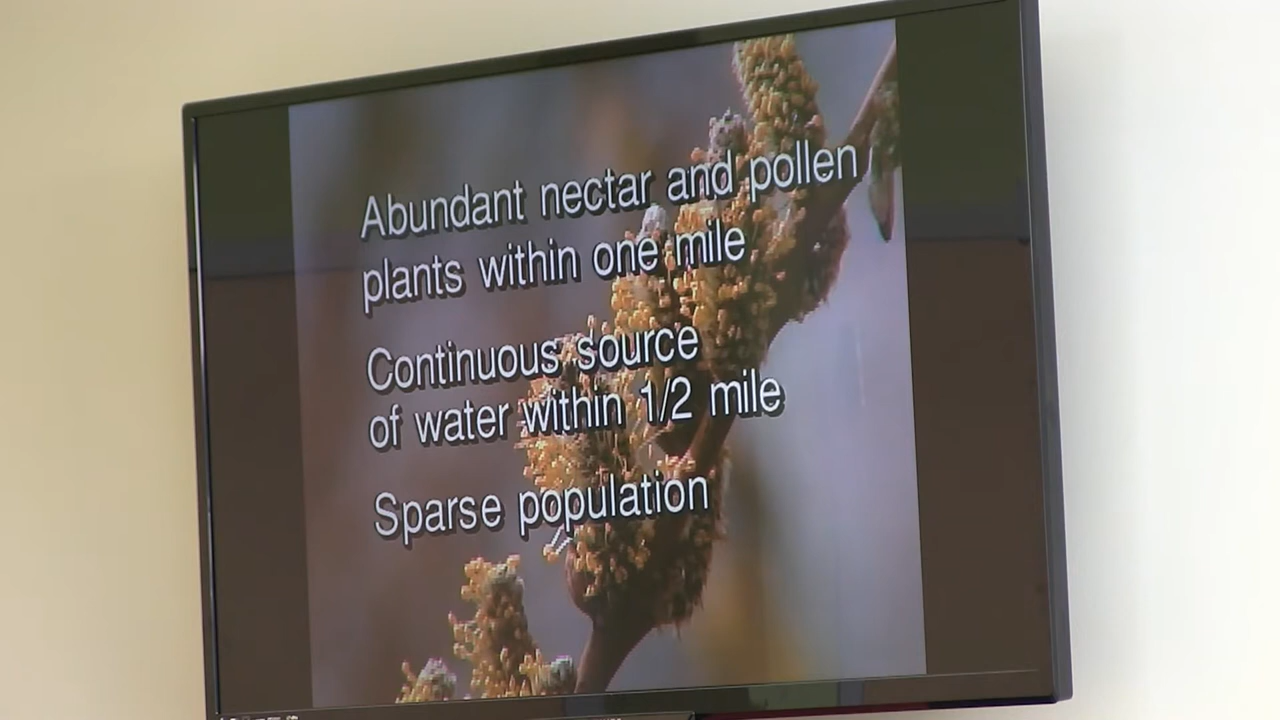 Abundant nectar and pollen
plants within one mile
Continuous source
of water within 1/2 mile
Sparse population